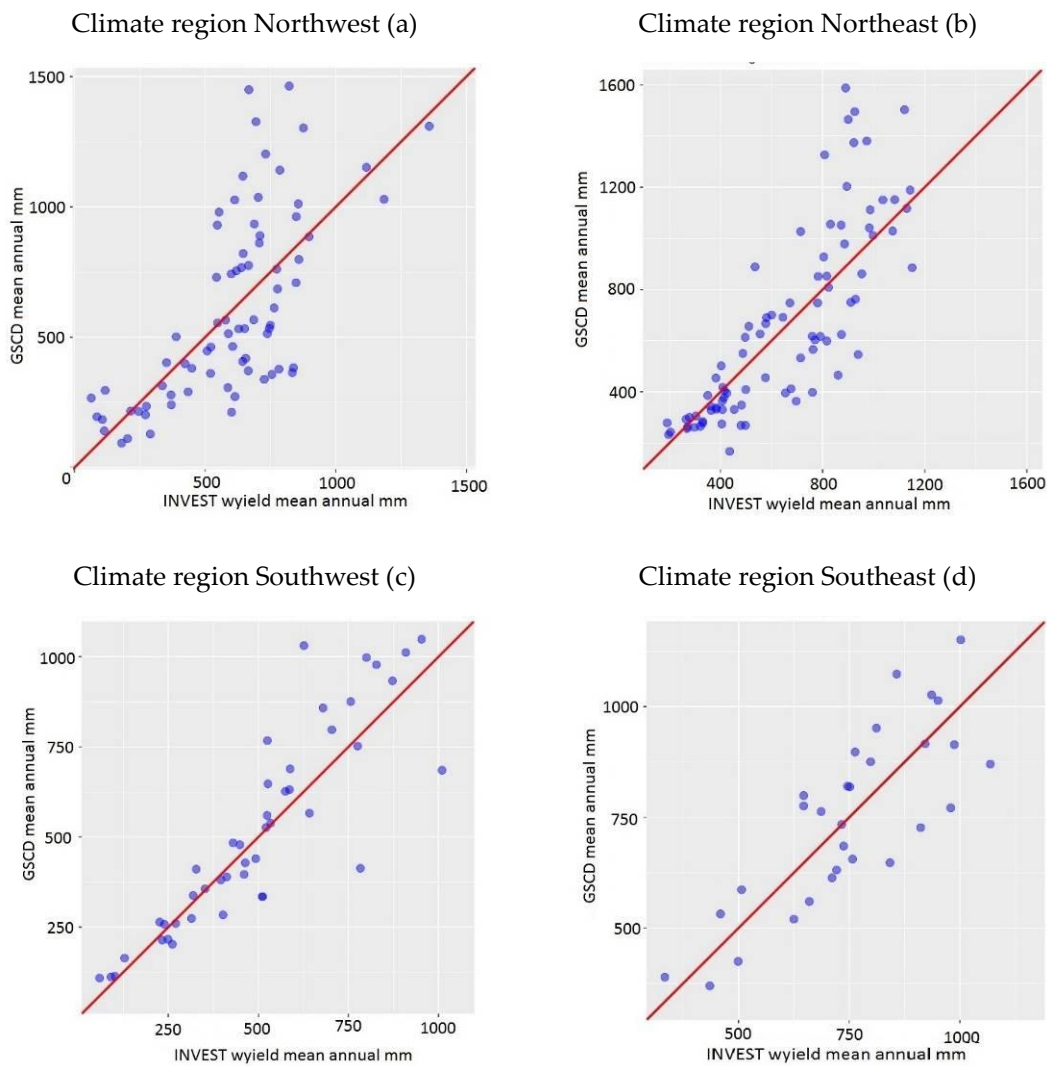 Climate region Northwest (a)
Climate region Northeast (b)
1500
1000
500
0
500
1000
1500
GSCD mean annual mm
INVEST wyield mean annual mm
1600
1200
800
400
400
800
1200
1600
GSCD mean annual mm
INVEST wyield mean annual mm
Climate region Southwest (c)
Climate region Southeast (d)
1000
750
500
250
250
500
750
1000
GSCD mean annual mm
INVEST wyield mean annual mm
1000
750
500
500
750
1000
GSCD mean annual mm
INVEST wyield mean annual mm